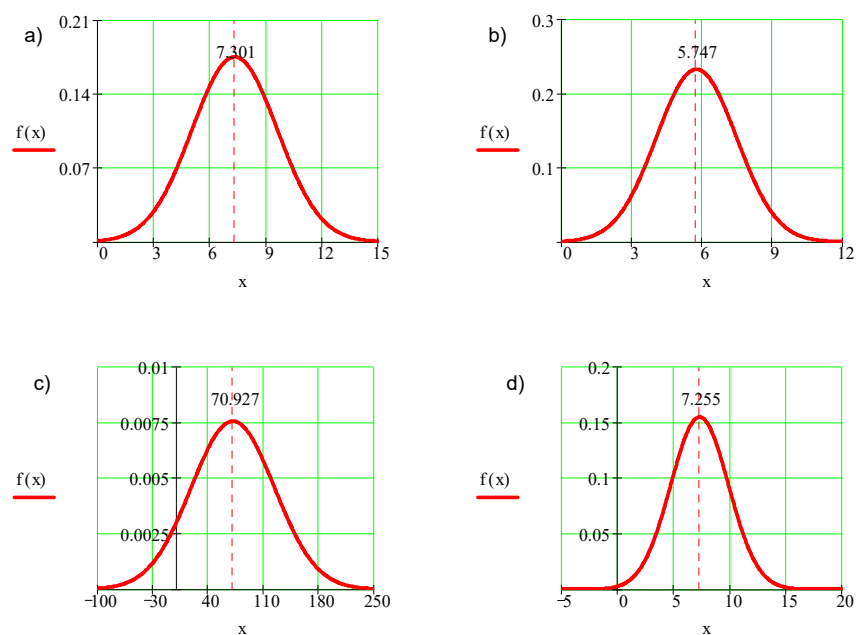 a)
0.21
7.301
0.14
f(x)
0.07
0 3 6 9 12 15
x
b)
0.3
5.747
0.2
f(x)
0.1
0 3 6 9 12
x
c)
0.01
70.927
0.0075
0.005
f(x)
0.0025
−100 −30 40 110 180 250
x
d)
0.2
7.255
0.15
0.1
f(x)
0.05
−5 0 5 10 15 20
x